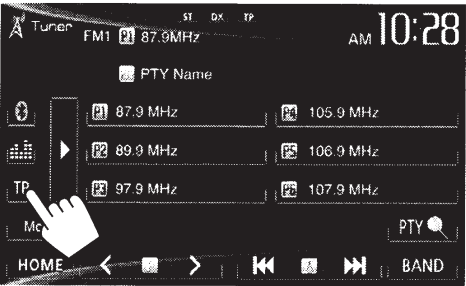 Tuner
ST DX TP
FM1 P1 87.9MHz
AM 10:28
PTY Name
P1 87.9 MHz
P4 105.9 MHz
P2 89.9 MHz
P5 106.9 MHz
TP
P3 97.9 MHz
P6 107.9 MHz
PTY
HOME
BAND